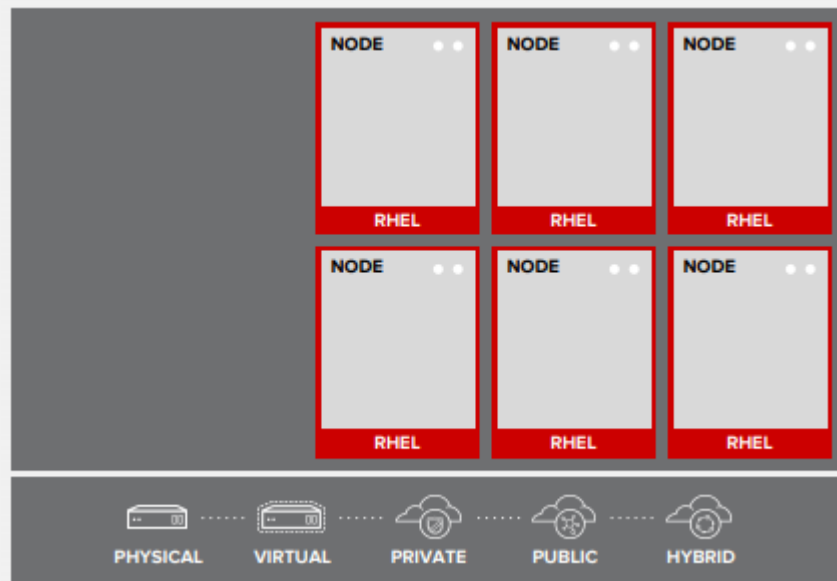 NODE NODE NODE
RHEL RHEL RHEL
NODE NODE NODE
RHEL RHEL RHEL
PHYSICAL VIRTUAL PRIVATE PUBLIC HYBRID